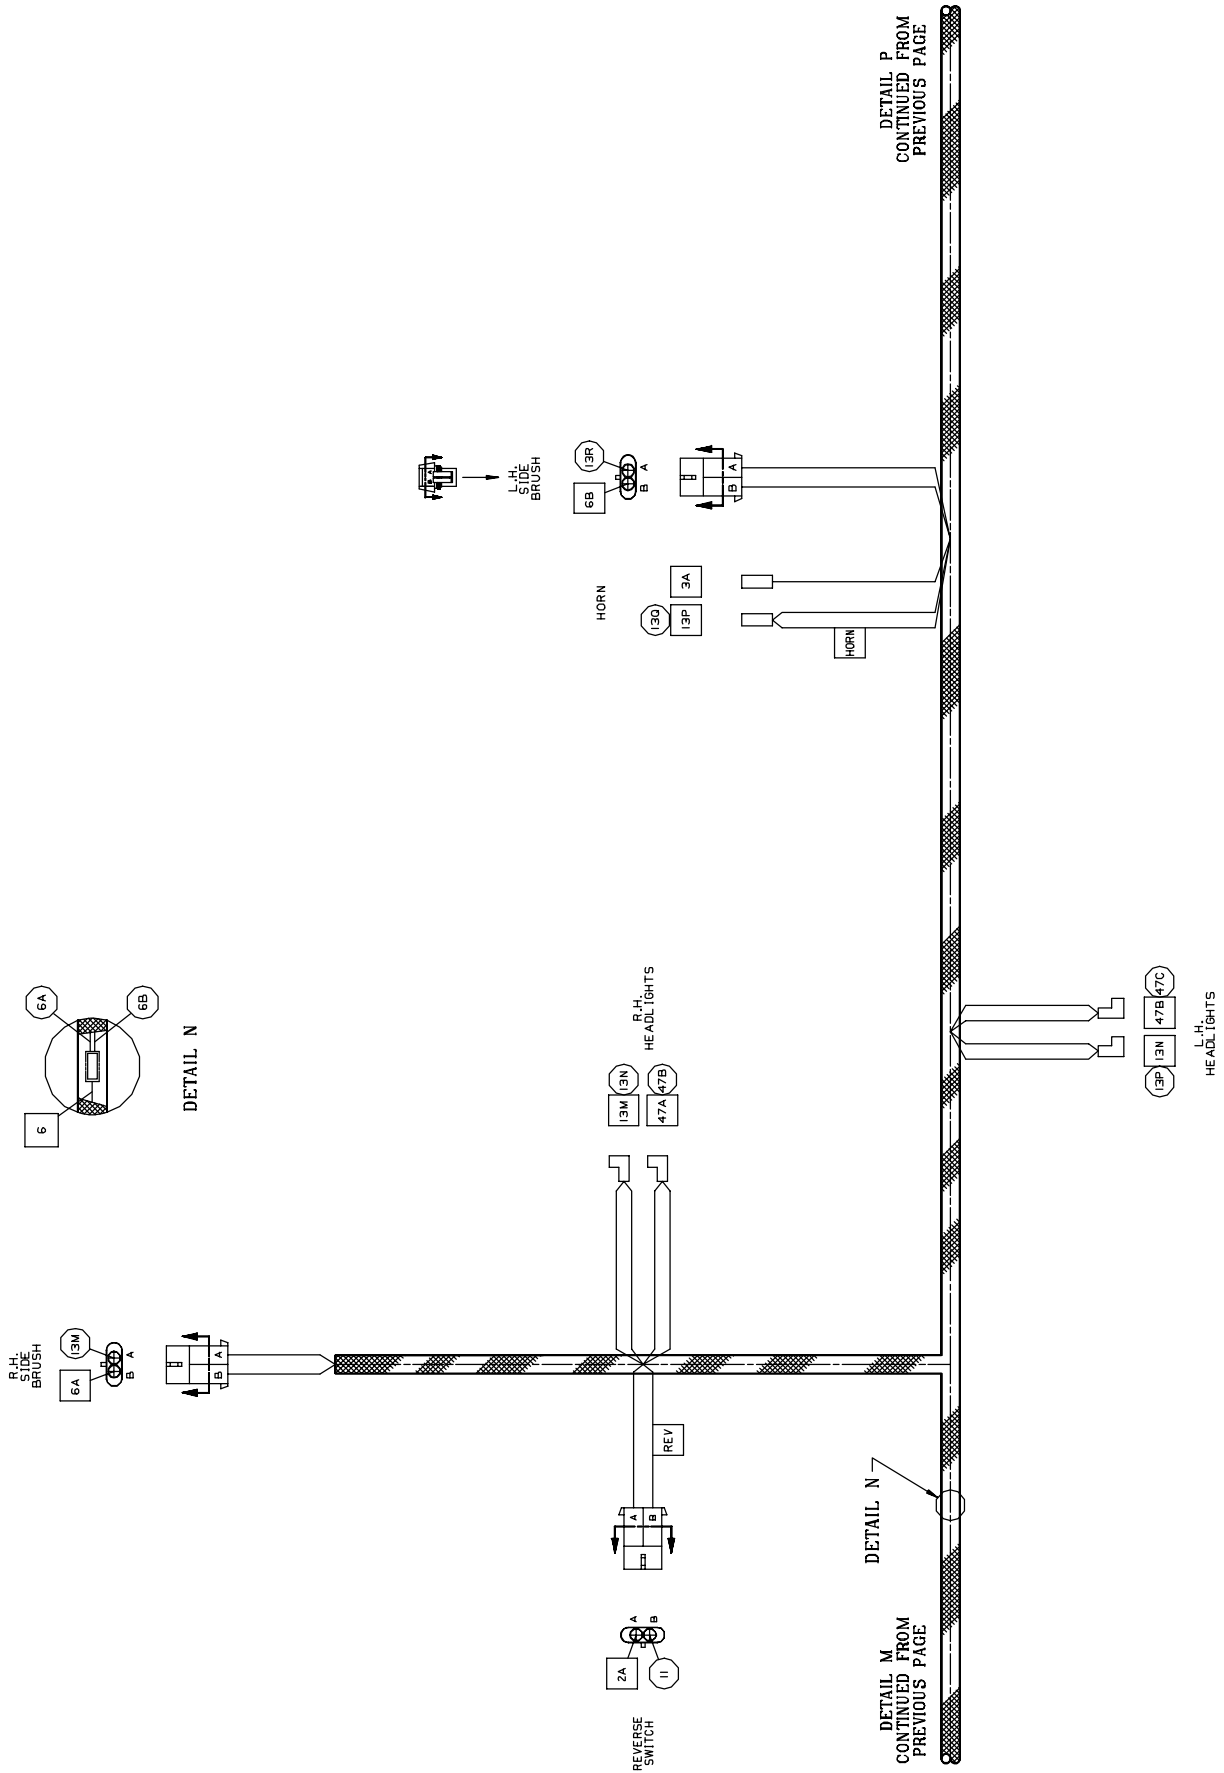 R.H.
SIDE
BRUSH
6A
13M
B
A
B
A
6
6A
6B
DETAIL N
L.H.
SIDE
BRUSH
6B
13R
B
A
B
A
HORN
13Q
13P
3A
HORN
R.H.
HEADLIGHTS
13M
13N
47A
47B
REV
A
B
A
B
2A
11
REVERSE
SWITCH
DETAIL N
DETAIL M
CONTINUED FROM
PREVIOUS PAGE
DETAIL P
CONTINUED FROM
PREVIOUS PAGE
13P
13N
47B
47C
L.H.
HEADLIGHTS